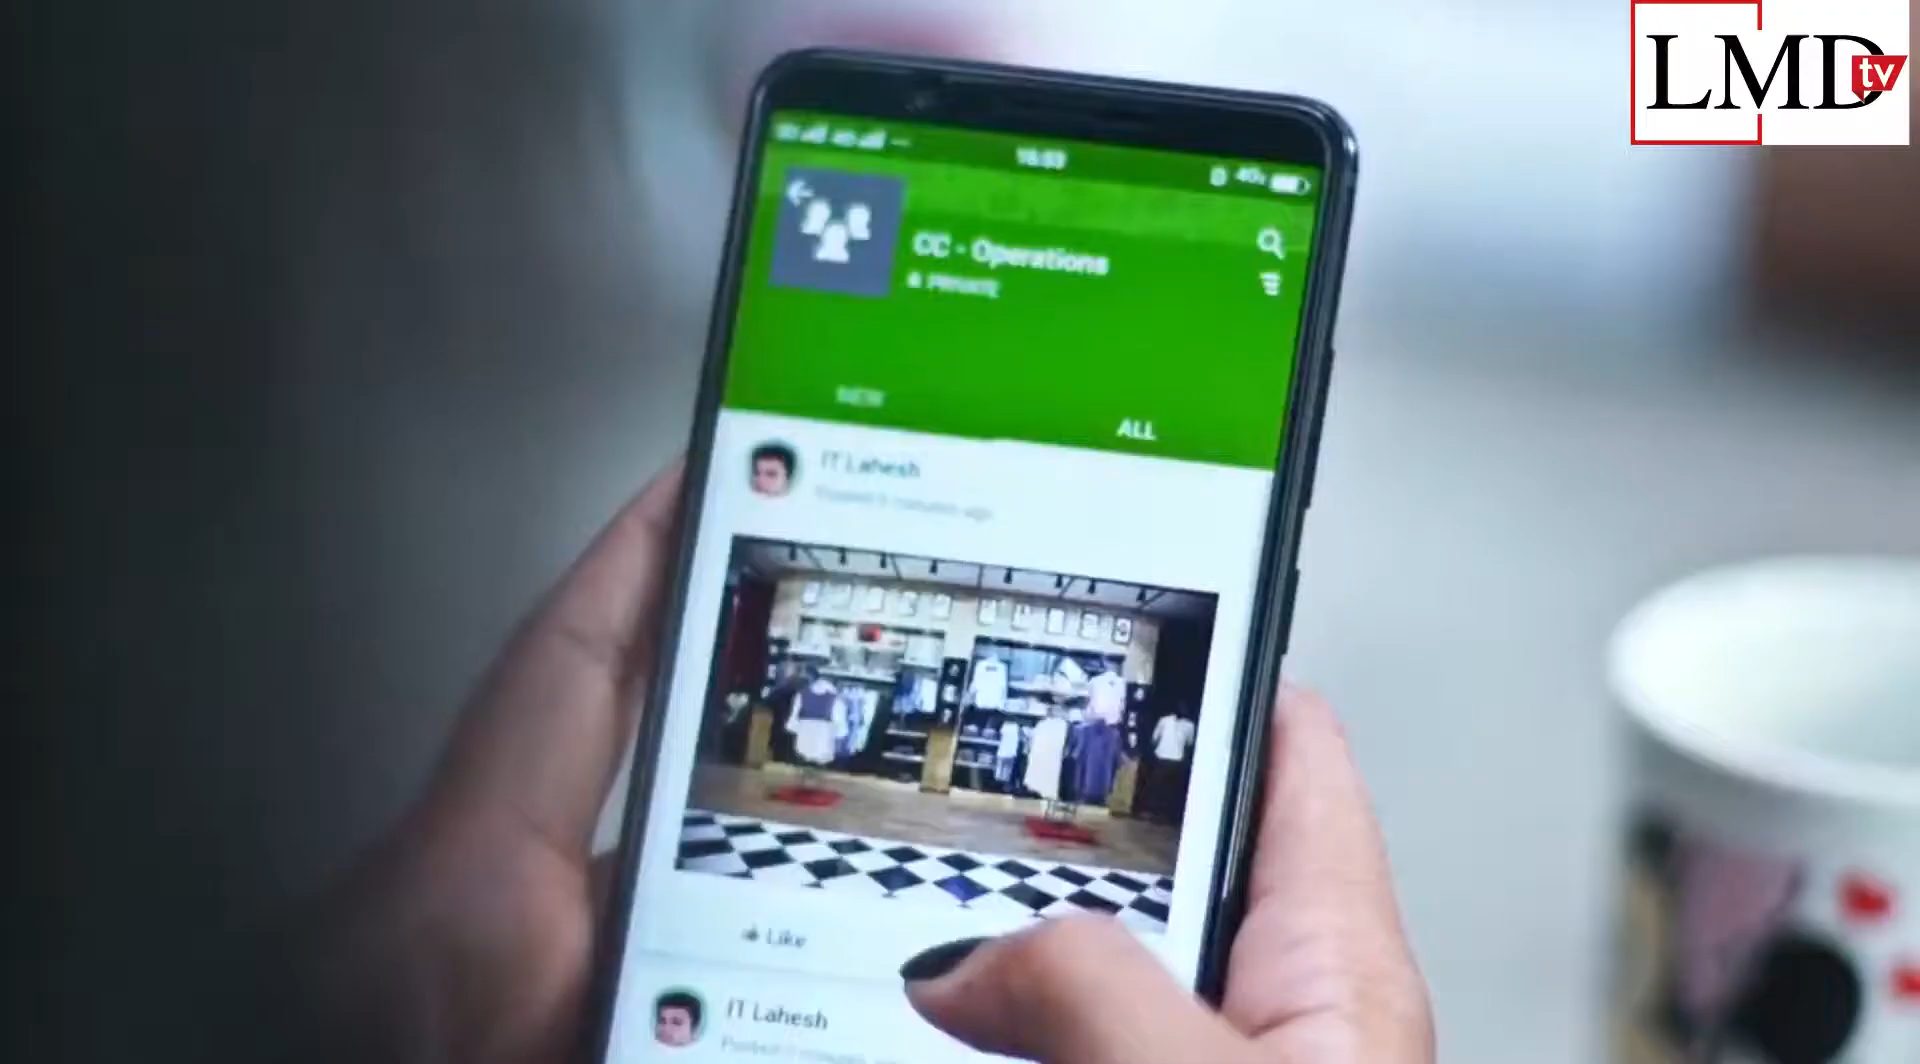 LMD
tv
CC - Operations
PRIVATE
NEW
ALL
IT Lahesh
Like
IT Lahesh